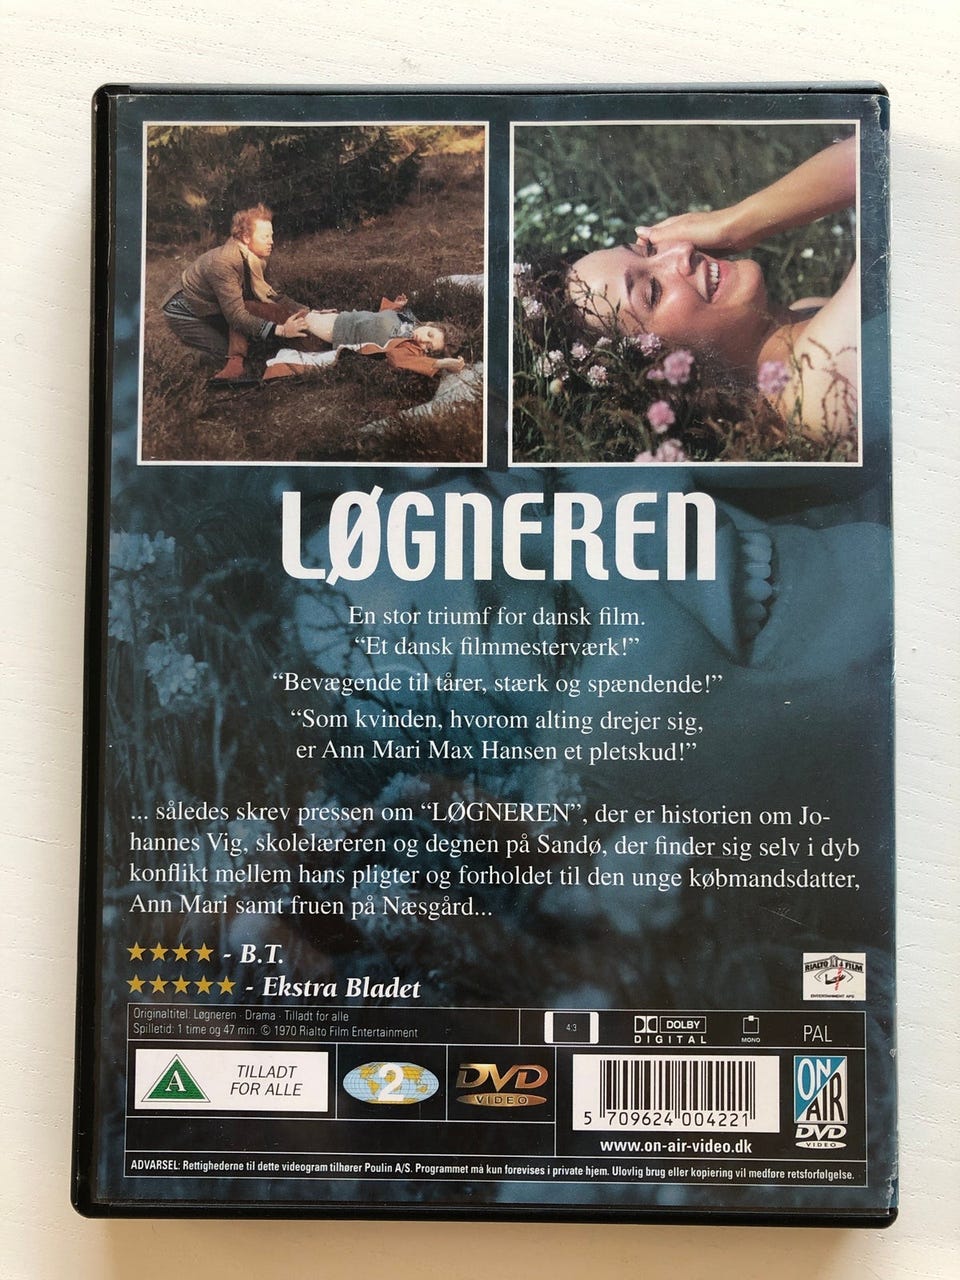 LØGNEREN
En stor triumf for dansk film.
“Et dansk filmmesterværk!”
“Bevægende til tårer, stærk og spændende!”
“Som kvinden, hvorom alting drejer sig,
er Ann Mari Max Hansen et pletskud!”
... således skrev pressen om “LØGNEREN”, der er historien om Jo-
hannes Vig, skolelæreren og degnen på Sandø, der finder sig selv i dyb
konflikt mellem hans pligter og forholdet til den unge købmandsdatter,
Ann Mari samt fruen på Næsgård...
★★★★ - B.T.
★★★★★ - Ekstra Bladet
RIALTO FILM
ENTERTAINMENT APS
Originaltitel: Løgneren · Drama · Tilladt for alle
Spilletid: 1 time og 47 min. © 1970 Rialto Film Entertainment
4:3
DOLBY
DIGITAL
MONO
PAL
A
TILLADT
FOR ALLE
2
DVD
VIDEO
5 709624 004221
www.on-air-video.dk
ON
AIR
DVD
VIDEO
ADVARSEL: Rettighederne til dette videogram tilhører Poulin A/S. Programmet må kun forevises i private hjem. Ulovlig brug eller kopiering vil medføre retsforfølgelse.